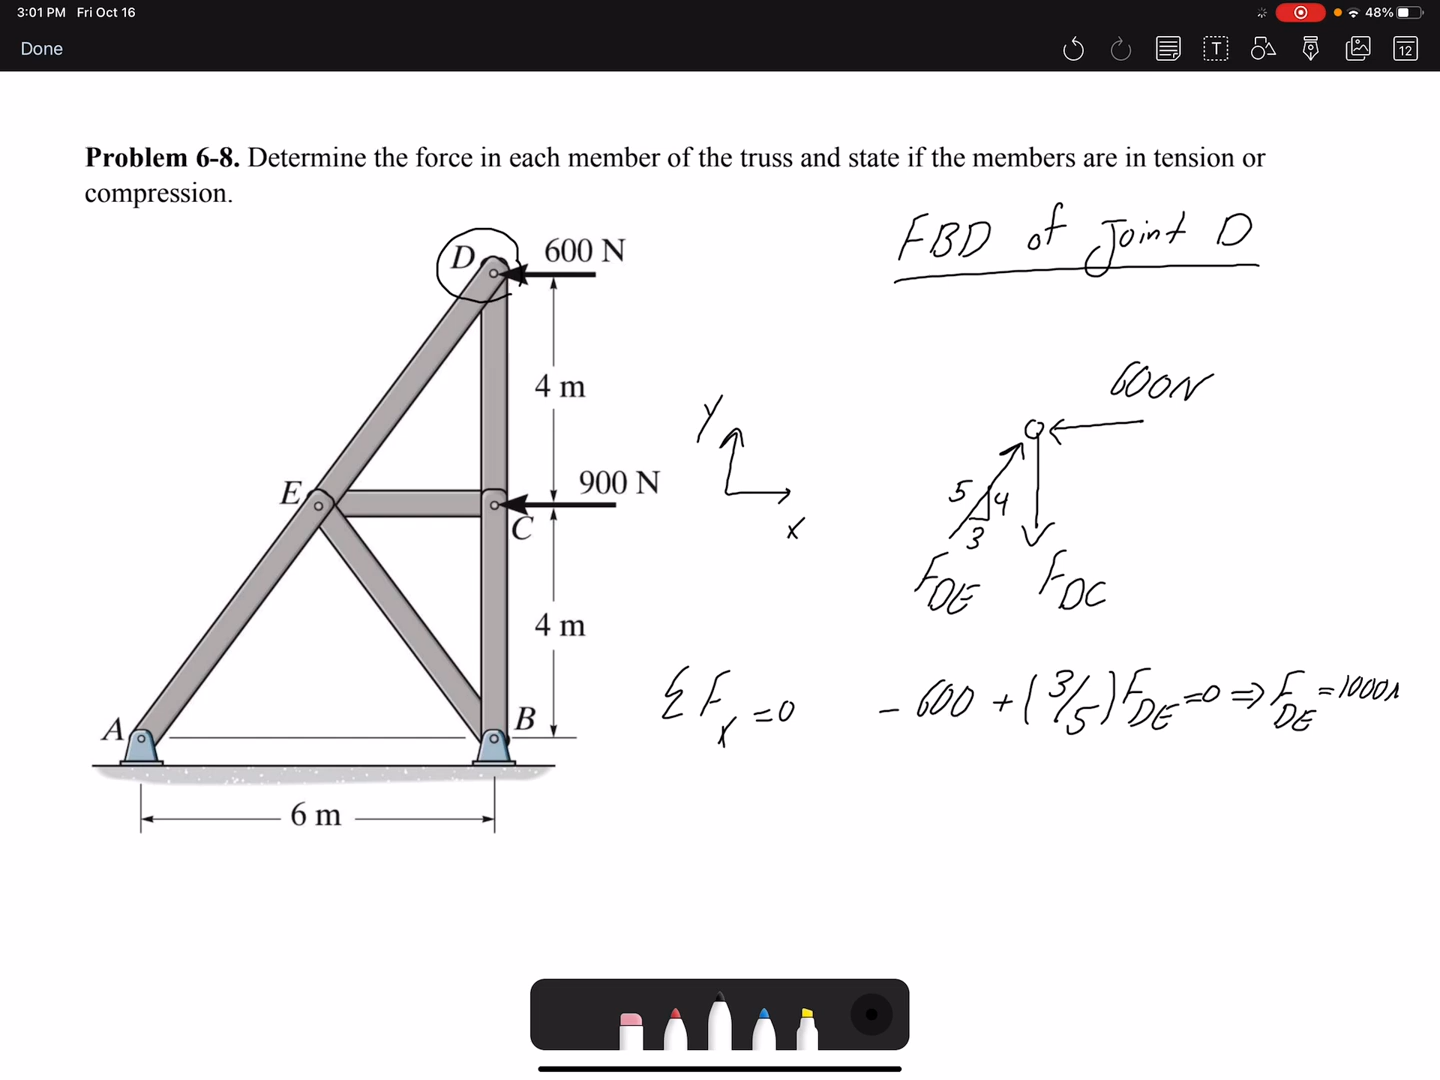 3:01 PM Fri Oct 16
48%
Done
T
12
Problem 6-8. Determine the force in each member of the truss and state if the members are in tension or
compression.
FBD of Joint D
D
600 N
600N
4 m
Y
E
900 N
C
x
5
4
3
F_DE
F_DC
4 m
A
B
ΣF_x =0
- 600 + (3/5)F_DE =0 ⇒ F_DE =1000N
6 m